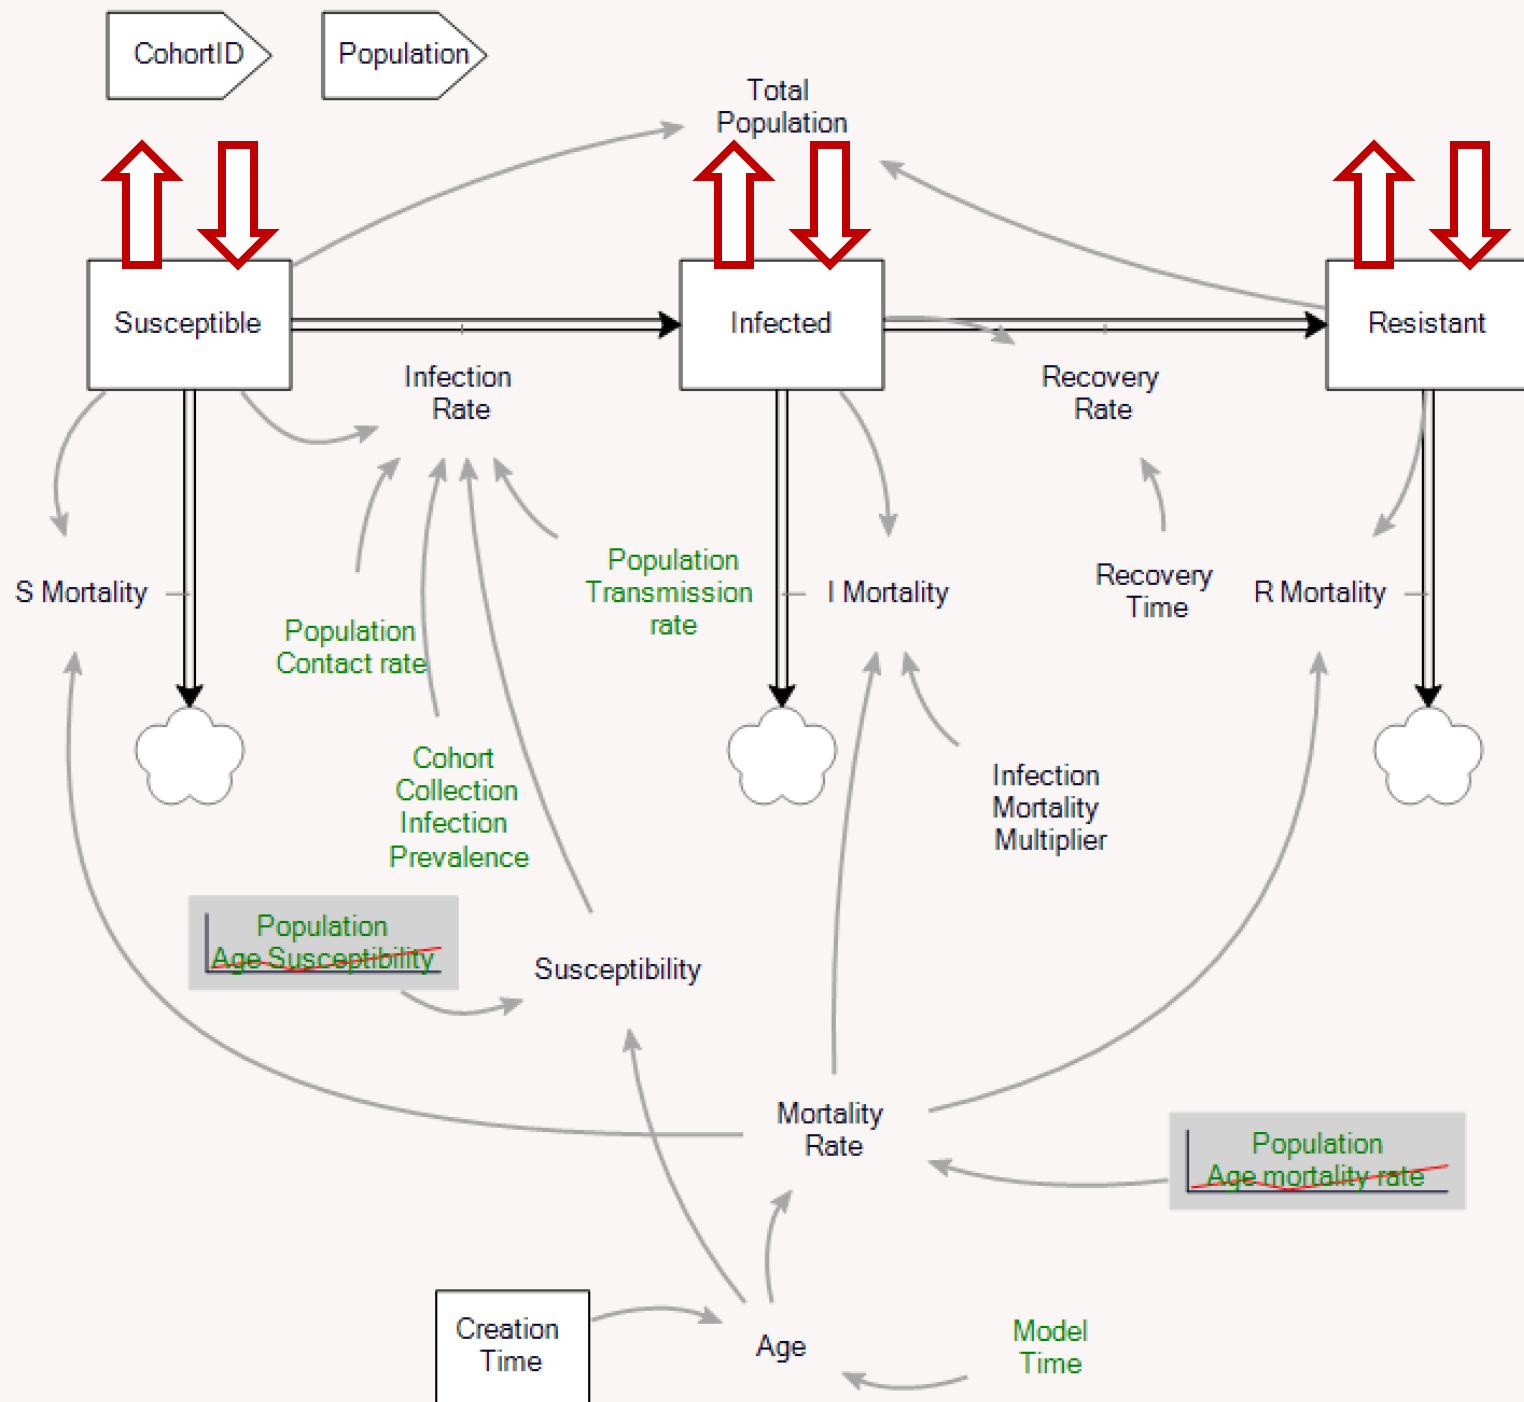 CohortID
Population
Total
Population
Susceptible
Infected
Resistant
Infection
Rate
Recovery
Rate
S Mortality
Population
Contact rate
Population
Transmission
rate
I Mortality
Recovery
Time
R Mortality
Cohort
Collection
Infection
Prevalence
Infection
Mortality
Multiplier
Population
Age Susceptibility
Susceptibility
Mortality
Rate
Population
Age mortality rate
Creation
Time
Age
Model
Time